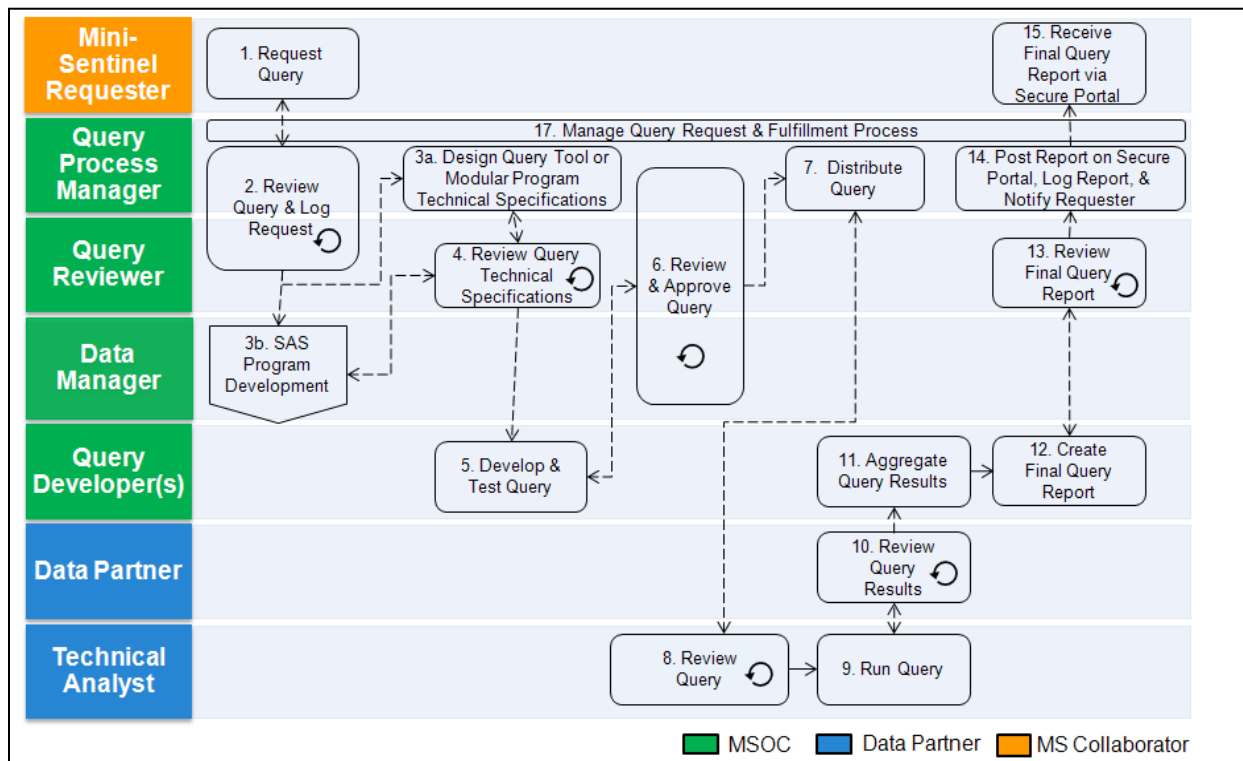 Mini-
Sentinel
Requester
1. Request
Query
15. Receive
Final Query
Report via
Secure Portal
17. Manage Query Request & Fulfillment Process
Query
Process
Manager
2. Review
Query & Log
Request
3a. Design Query Tool or
Modular Program
Technical Specifications
7. Distribute
Query
14. Post Report on Secure
Portal, Log Report, &
Notify Requester
Query
Reviewer
4. Review Query
Technical
Specifications
6. Review
& Approve
Query
13. Review
Final Query
Report
Data
Manager
3b. SAS
Program
Development
Query
Developer(s)
5. Develop &
Test Query
11. Aggregate
Query Results
12. Create
Final Query
Report
Data Partner
10. Review
Query
Results
Technical
Analyst
8. Review
Query
9. Run Query
MSOC
Data Partner
MS Collaborator